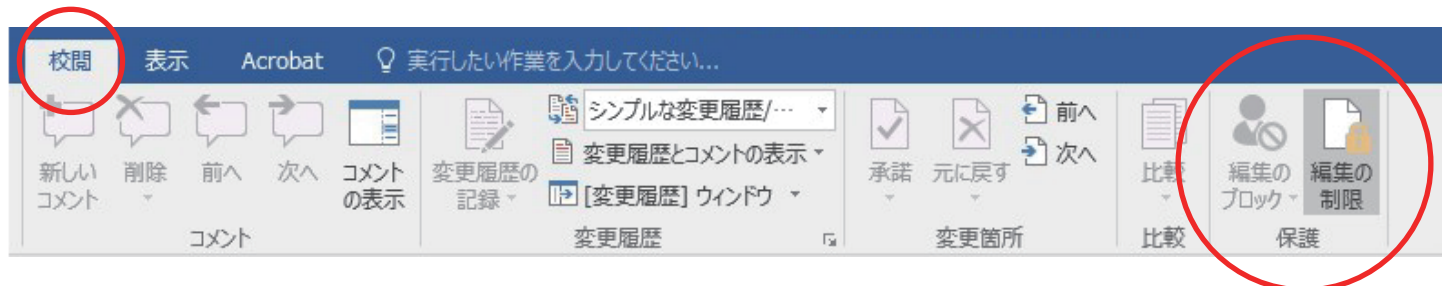 校閲 表示 Acrobat 実行したい作業を入力してください...
新しい
コメント
削除
前へ
次へ
コメント
の表示
コメント
変更履歴の
記録
シンプルな変更履歴/…
変更履歴とコメントの表示
[変更履歴] ウィンドウ
変更履歴
承諾
元に戻す
前へ
次へ
変更箇所
比較
比較
編集の
ブロック
編集の
制限
保護